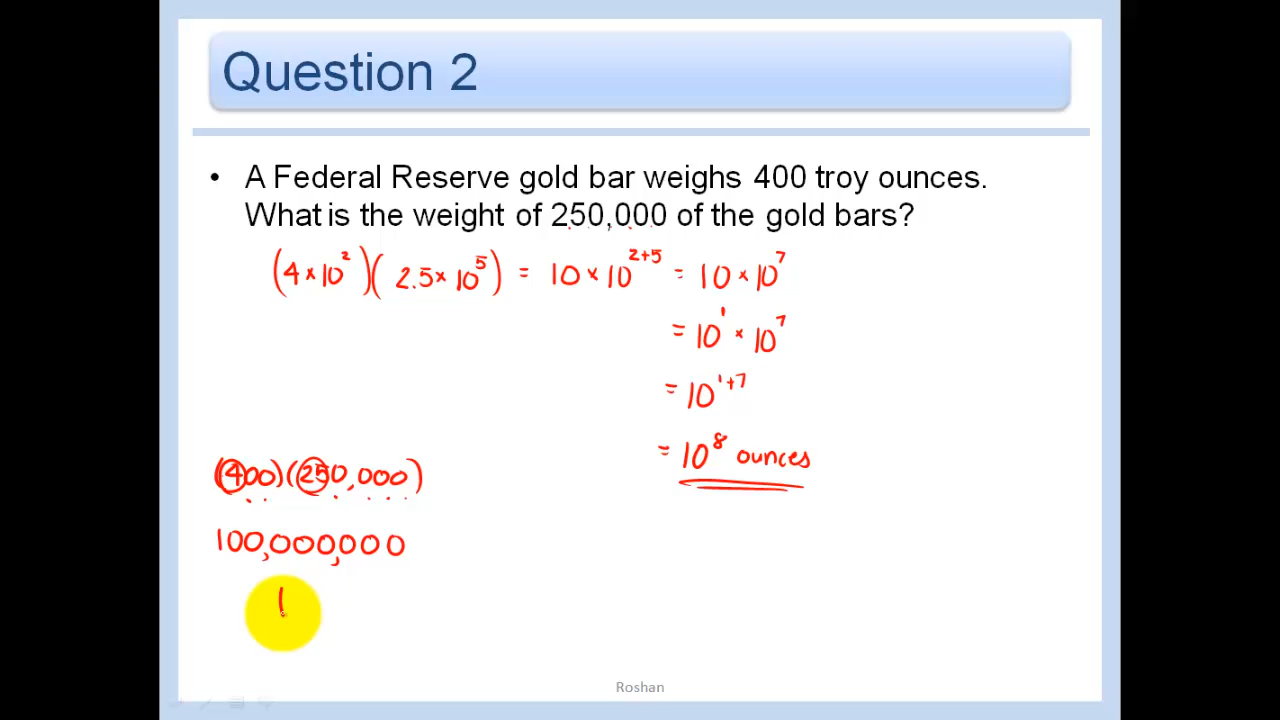 Question 2
• A Federal Reserve gold bar weighs 400 troy ounces.
What is the weight of 250,000 of the gold bars?
(4 × 10²)(2.5 × 10⁵) = 10 × 10²⁺⁵ = 10 × 10⁷
= 10¹ × 10⁷
= 10¹⁺⁷
= 10⁸ ounces
(400)(250,000)
100,000,000
1
Roshan